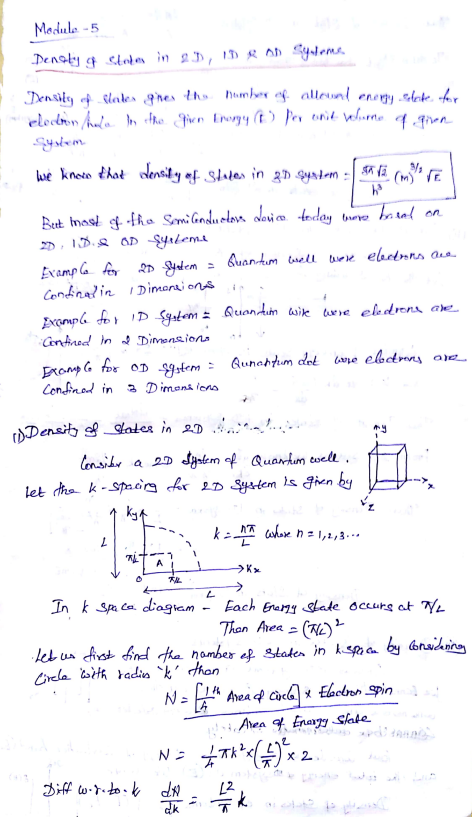 Module - 5
Density of States in 2D, 1D & 0D Systems
Density of states gives the number of allowed energy state for
electron/hole in the given Energy (E) Per unit volume of given
System
We know that density of States in 3D System = 8π√2/h³ (m)^3/2 √E
But most of the SemiConductors device today were based on
2D, 1D & 0D Systems
Example for 2D System = Quantum well were electrons are
Confined in 1 Dimensions
Example for 1D System = Quantum wire were electrons are
Confined in 2 Dimensions
Example for 0D System = Quantum dot were electrons are
Confined in 3 Dimensions
1) Density of States in 2D
Consider a 2D System of Quantum well.
Let the k-spacing for 2D System is given by
y
x
z
ky
k = nπ/L where n = 1,2,3...
L
π/L
A
0
π/L
kx
L
In k space diagram - Each Energy state occurs at π/L
Then Area = (π/L)²
Let us first find the number of States in k space by considering
Circle with radius "k" then
N = [1/4 th Area of Circle] x Electron spin
Area of Energy State
N = 1/4 πk² x (L/π)² x 2
Diff w.r.to.k dN/dk = L²/π k